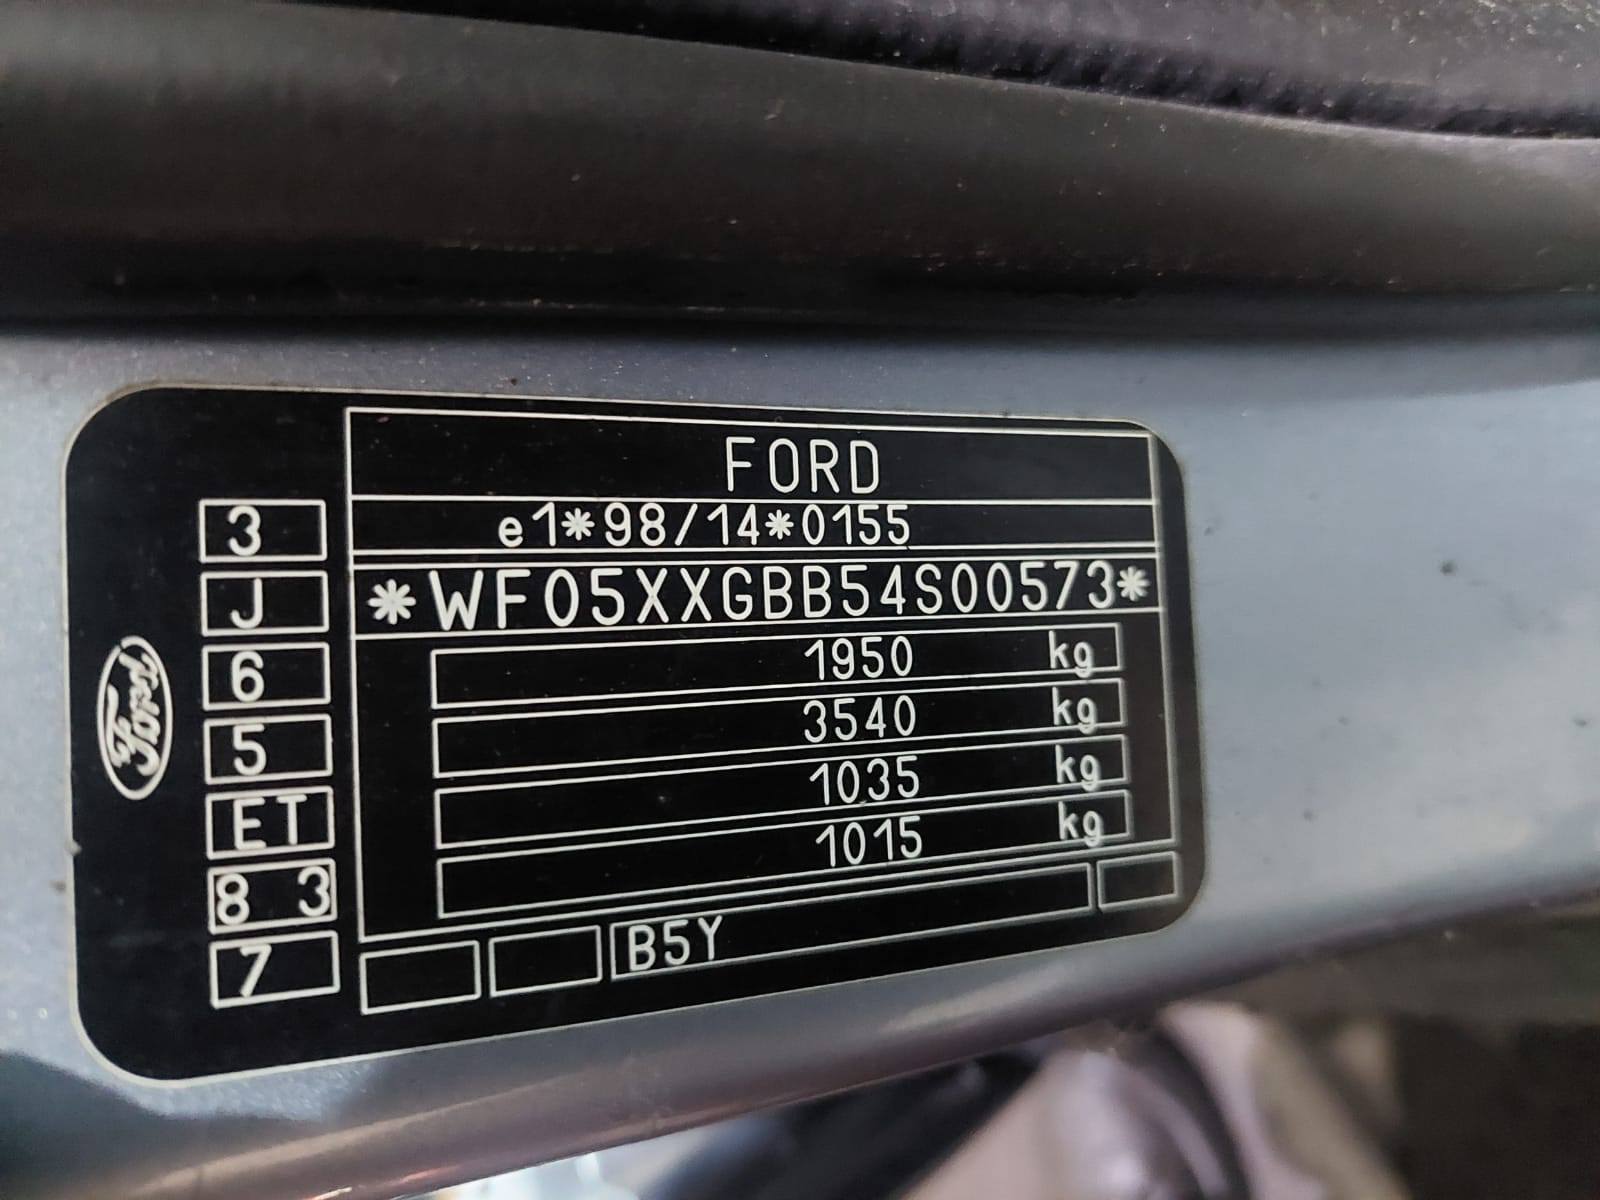 FORD
e1*98/14*0155
*WF05XXGBB54S00573*
1950 kg
3540 kg
1035 kg
1015 kg
B5Y
3
J
6
5
ET
8 3
7
Ford